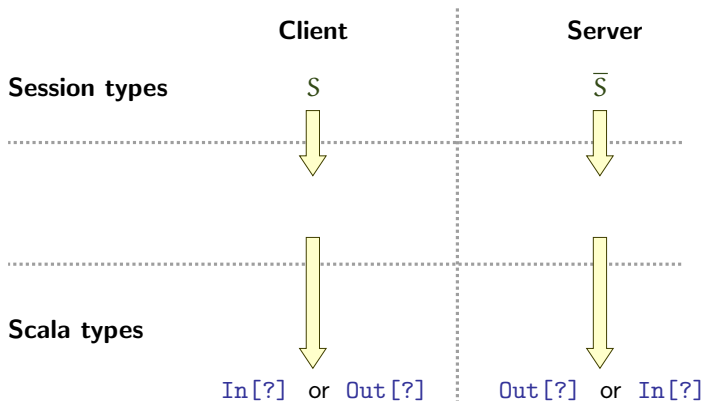 Client Server
Session types S S̅
Scala types
In[?] or Out[?] Out[?] or In[?]